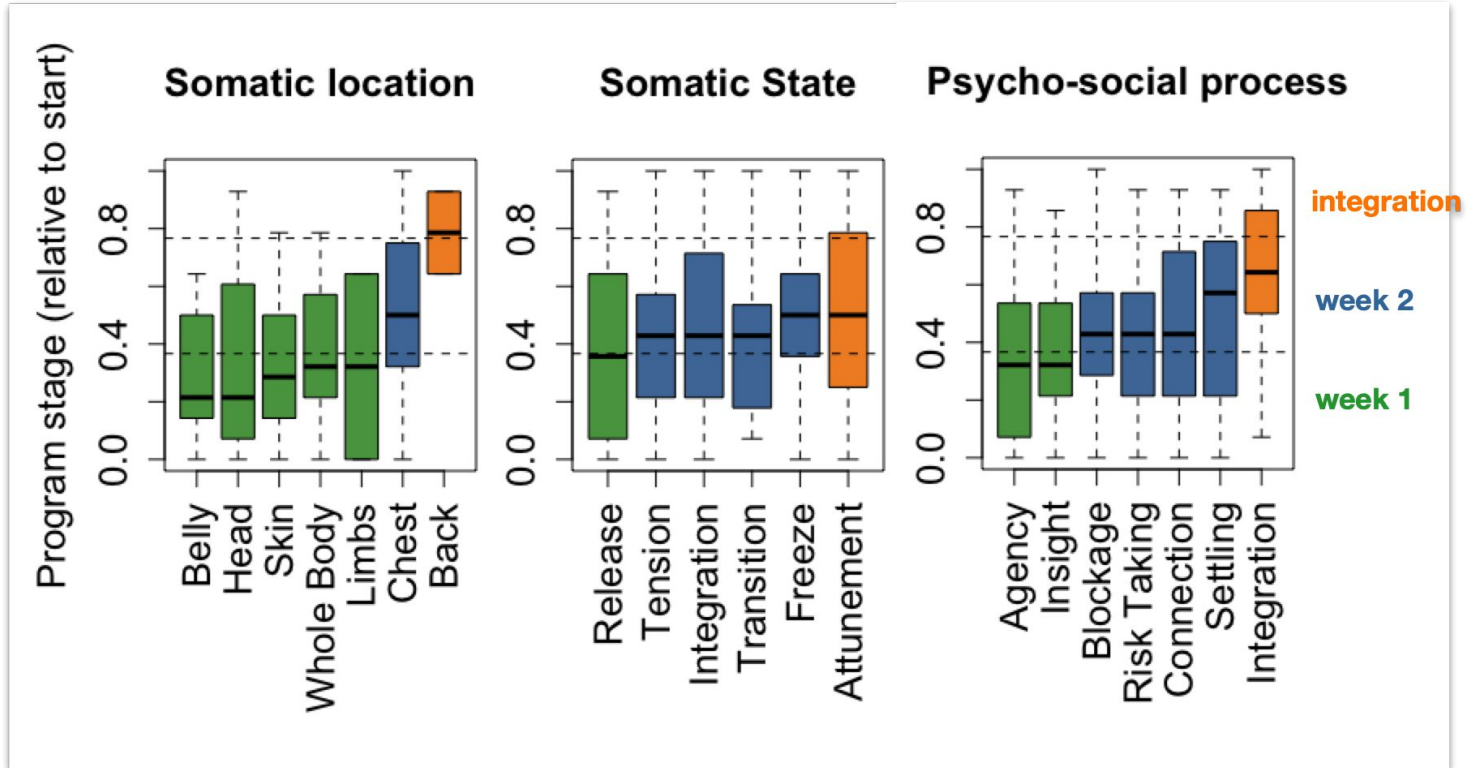 Program stage (relative to start)
Somatic location
0.0
0.4
0.8
Belly
Head
Skin
Whole Body
Limbs
Chest
Back
Somatic State
0.0
0.4
0.8
Release
Tension
Integration
Transition
Freeze
Attunement
Psycho-social process
0.0
0.4
0.8
Agency
Insight
Blockage
Risk Taking
Connection
Settling
Integration
integration
week 2
week 1